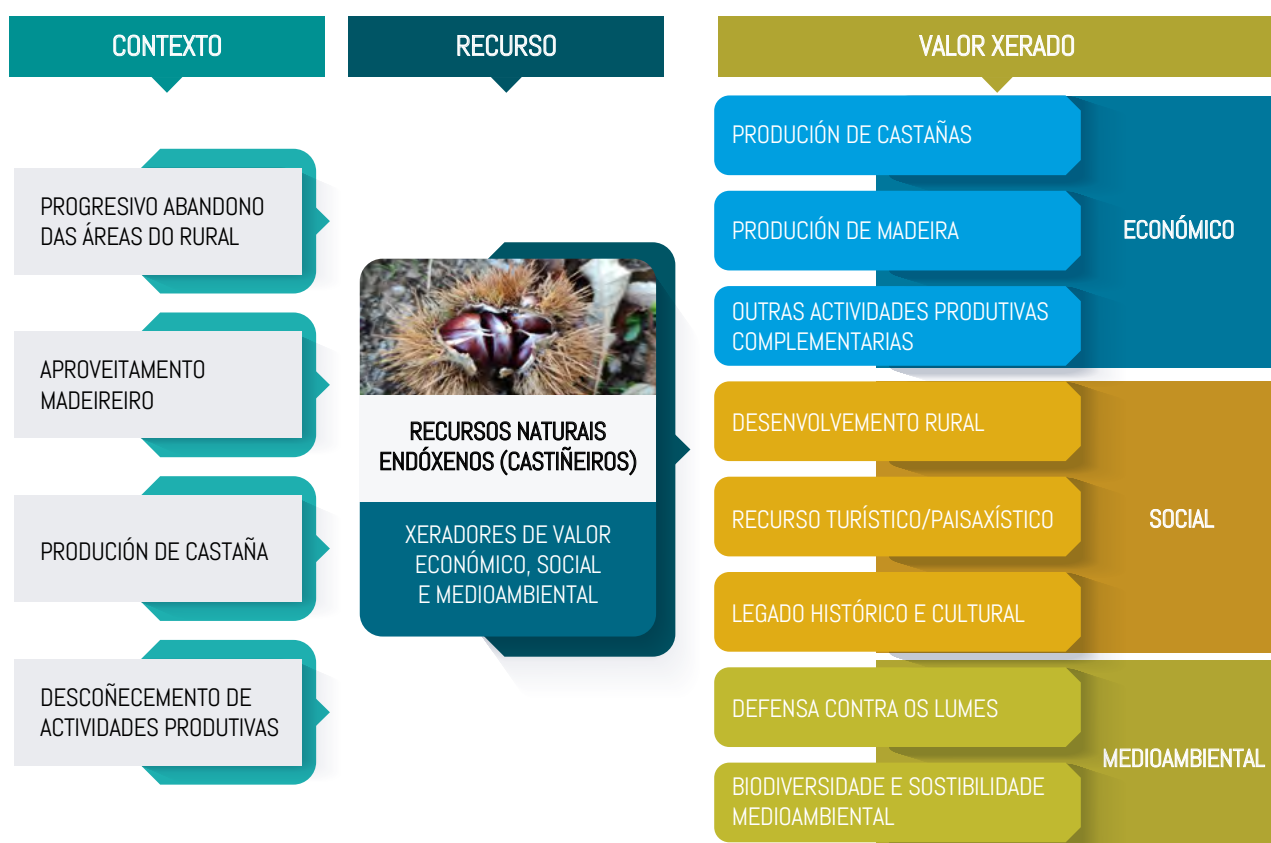 CONTEXTO
PROGRESIVO ABANDONO
DAS ÁREAS DO RURAL
APROVEITAMENTO
MADEIREIRO
PRODUCIÓN DE CASTAÑA
DESCOÑECEMENTO DE
ACTIVIDADES PRODUTIVAS
RECURSO
RECURSOS NATURAIS
ENDÓXENOS (CASTIÑEIROS)
XERADORES DE VALOR
ECONÓMICO, SOCIAL
E MEDIOAMBIENTAL
VALOR XERADO
PRODUCIÓN DE CASTAÑAS
PRODUCIÓN DE MADEIRA
OUTRAS ACTIVIDADES PRODUTIVAS
COMPLEMENTARIAS
ECONÓMICO
DESENVOLVEMENTO RURAL
RECURSO TURÍSTICO/PAISAXÍSTICO
LEGADO HISTÓRICO E CULTURAL
SOCIAL
DEFENSA CONTRA OS LUMES
BIODIVERSIDADE E SOSTIBILIDADE
MEDIOAMBIENTAL
MEDIOAMBIENTAL